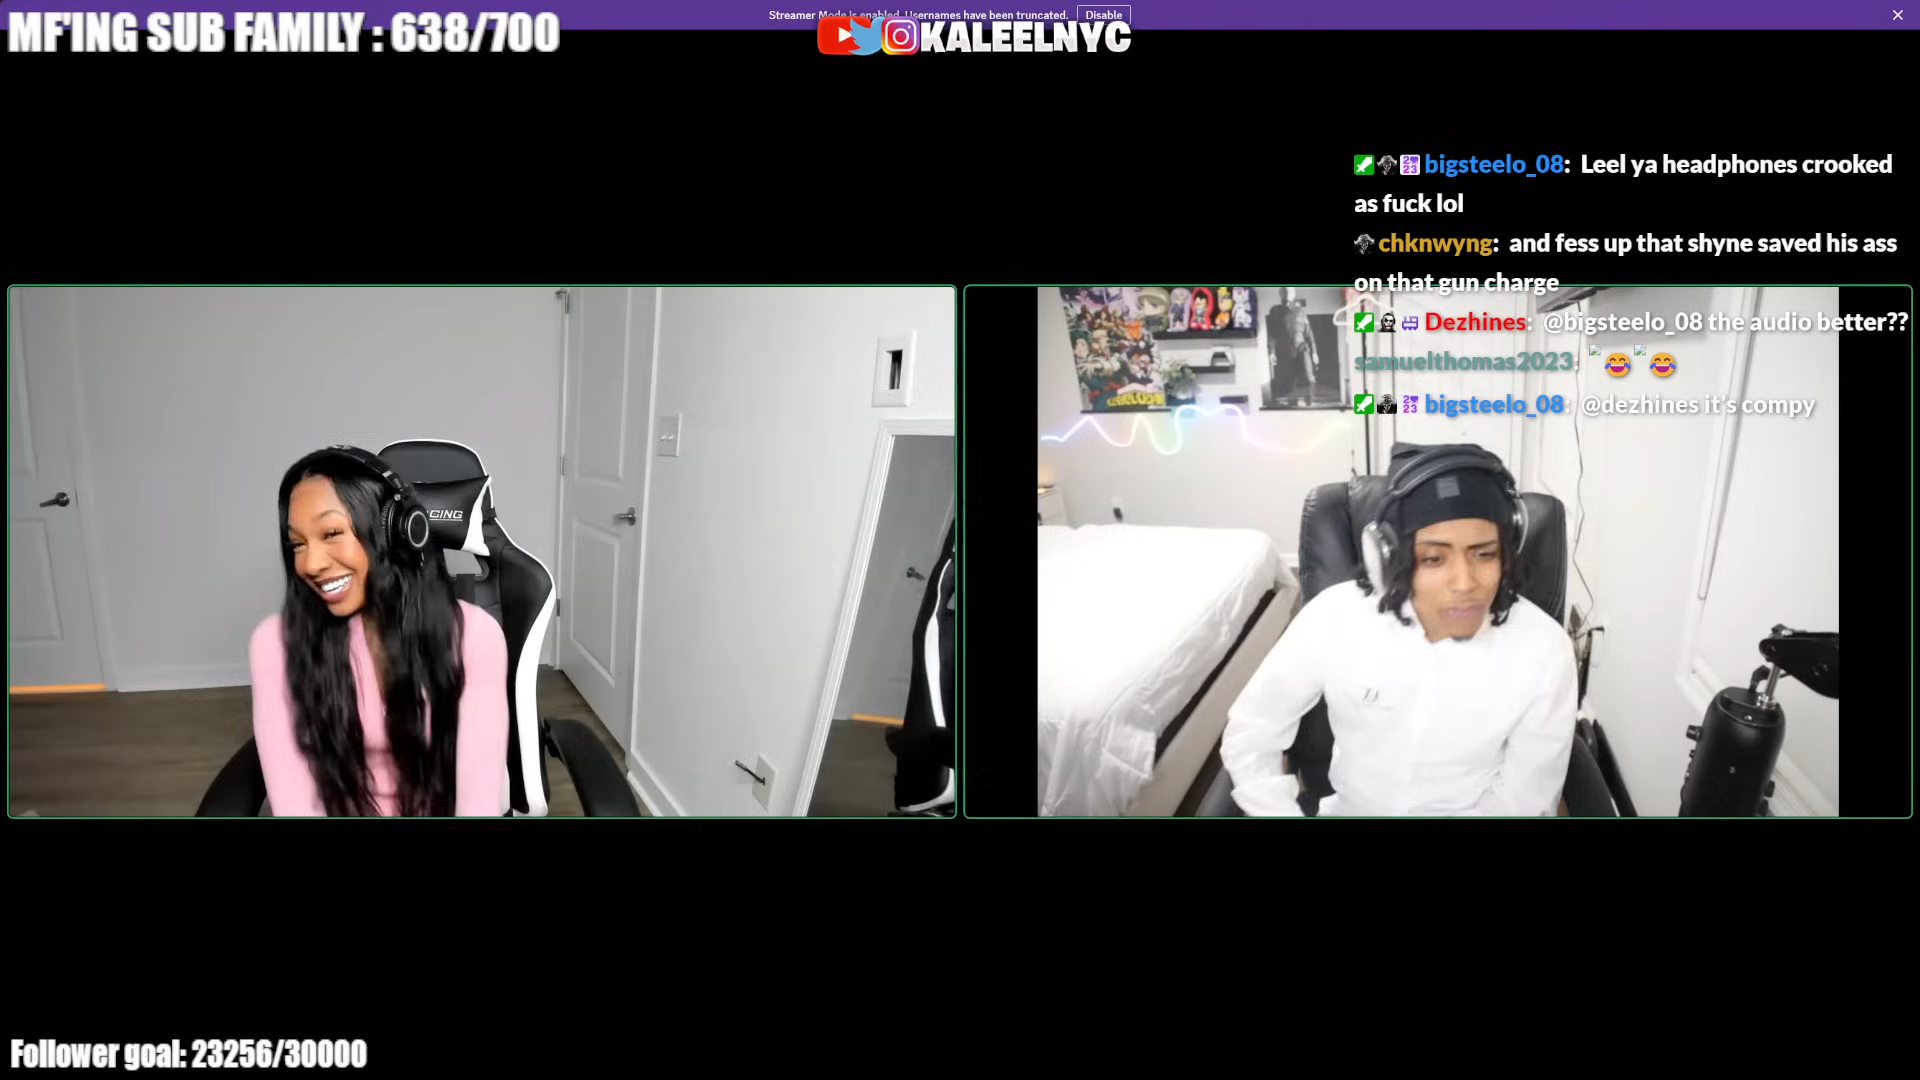 Streamer Mode is enabled. Usernames have been truncated. Disable
MF'ING SUB FAMILY : 638/700
KALEELNYC
bigsteelo_08: Leel ya headphones crooked
as fuck lol
chknwyng: and fess up that shyne saved his ass
on that gun charge
Dezhines: @bigsteelo_08 the audio better??
samuelthomas2023: 😂😂
bigsteelo_08: @dezhines it's compy
CING
Follower goal: 23256/30000